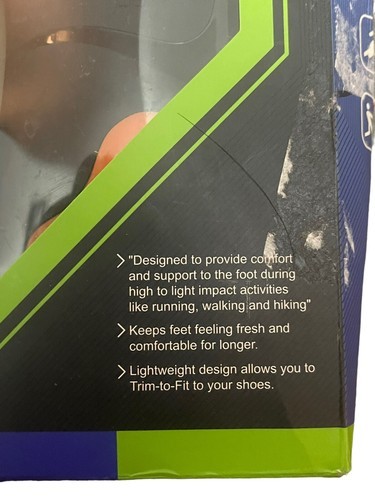 "Designed to provide comfort
and support to the foot during
high to light impact activities
like running, walking and hiking"
Keeps feet feeling fresh and
comfortable for longer.
Lightweight design allows you to
Trim-to-Fit to your shoes.